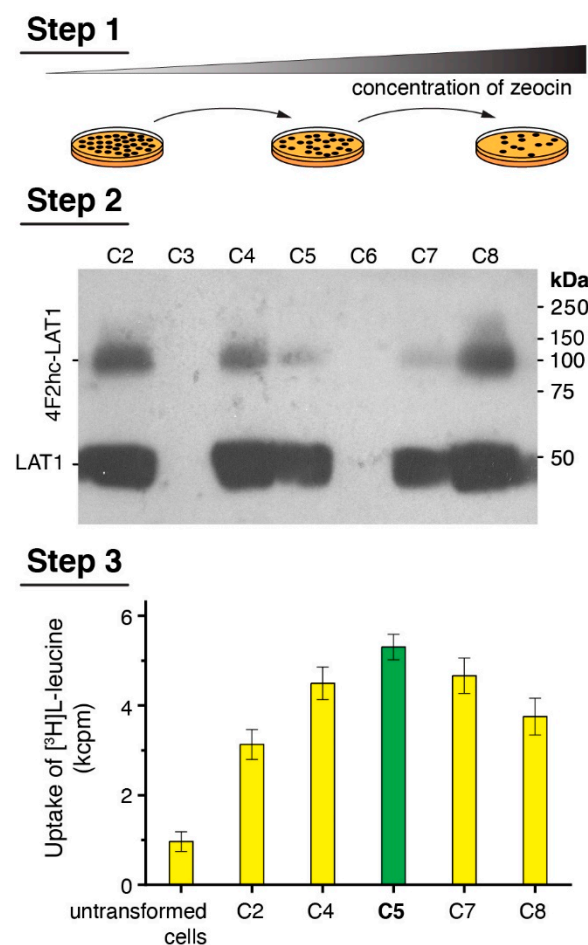 Step 1
concentration of zeocin
Step 2
C2 C3 C4 C5 C6 C7 C8
kDa
250
150
100
75
50
4F2hc-LAT1
LAT1
Step 3
Uptake of [³H]L-leucine
(kcpm)
6
4
2
0
untransformed
cells
C2 C4 C5 C7 C8